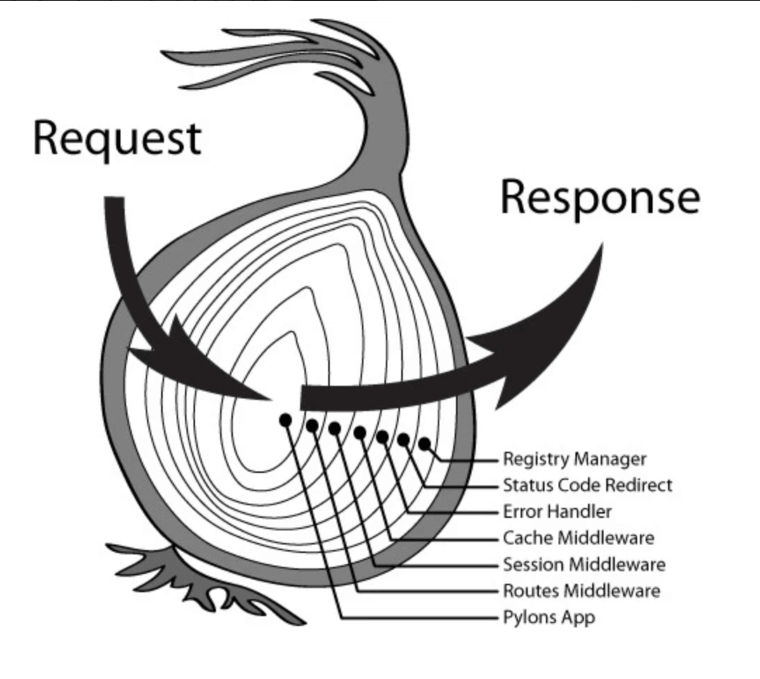 Request
Response
Registry Manager
Status Code Redirect
Error Handler
Cache Middleware
Session Middleware
Routes Middleware
Pylons App